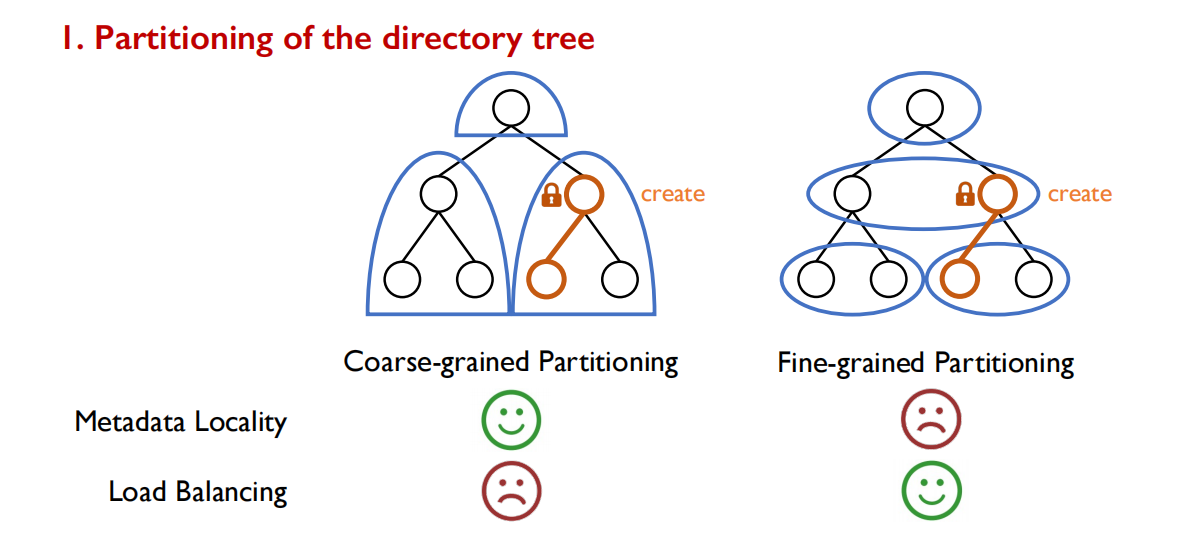 1. Partitioning of the directory tree
create
create
Coarse-grained Partitioning
Fine-grained Partitioning
Metadata Locality
Load Balancing